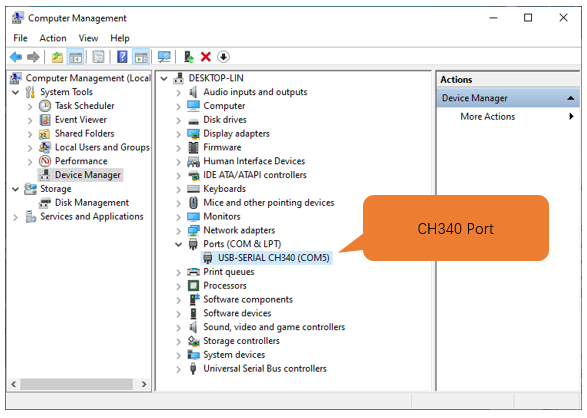 Computer Management
File Action View Help
Computer Management (Local
System Tools
Task Scheduler
Event Viewer
Shared Folders
Local Users and Groups
Performance
Device Manager
Storage
Disk Management
Services and Applications
DESKTOP-LIN
Audio inputs and outputs
Computer
Disk drives
Display adapters
Firmware
Human Interface Devices
IDE ATA/ATAPI controllers
Keyboards
Mice and other pointing devices
Monitors
Network adapters
Ports (COM & LPT)
USB-SERIAL CH340 (COM5)
Print queues
Processors
Software components
Software devices
Sound, video and game controllers
Storage controllers
System devices
Universal Serial Bus controllers
CH340 Port
Actions
Device Manager
More Actions